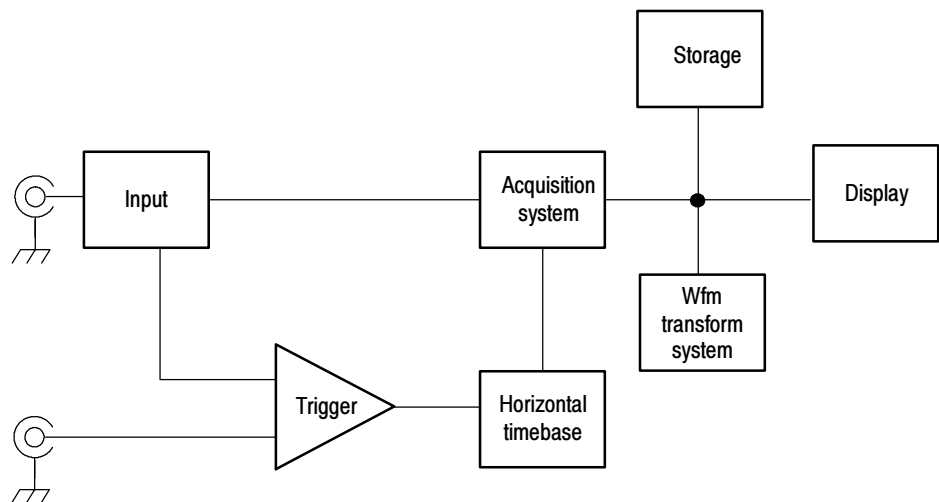 Storage
Input
Acquisition
system
Display
Wfm
transform
system
Trigger
Horizontal
timebase